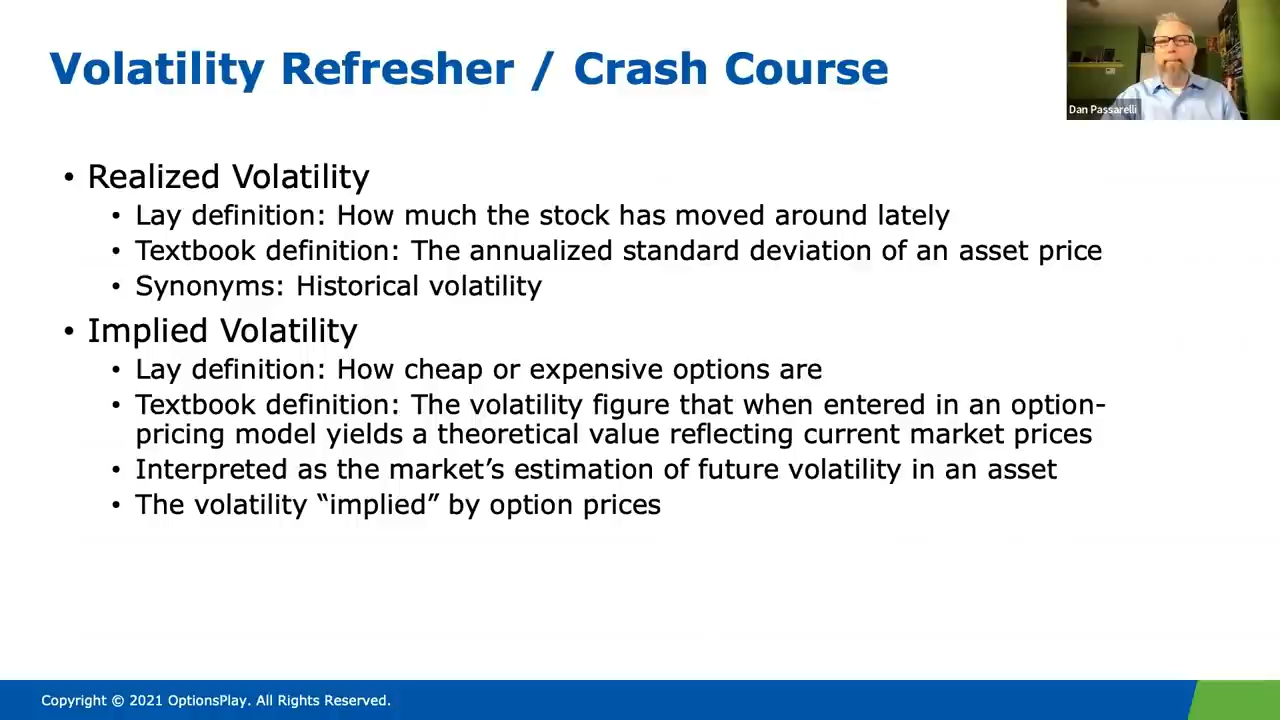 Volatility Refresher / Crash Course
Dan Passarelli
• Realized Volatility
• Lay definition: How much the stock has moved around lately
• Textbook definition: The annualized standard deviation of an asset price
• Synonyms: Historical volatility
• Implied Volatility
• Lay definition: How cheap or expensive options are
• Textbook definition: The volatility figure that when entered in an option-
pricing model yields a theoretical value reflecting current market prices
• Interpreted as the market’s estimation of future volatility in an asset
• The volatility “implied” by option prices
Copyright © 2021 OptionsPlay. All Rights Reserved.